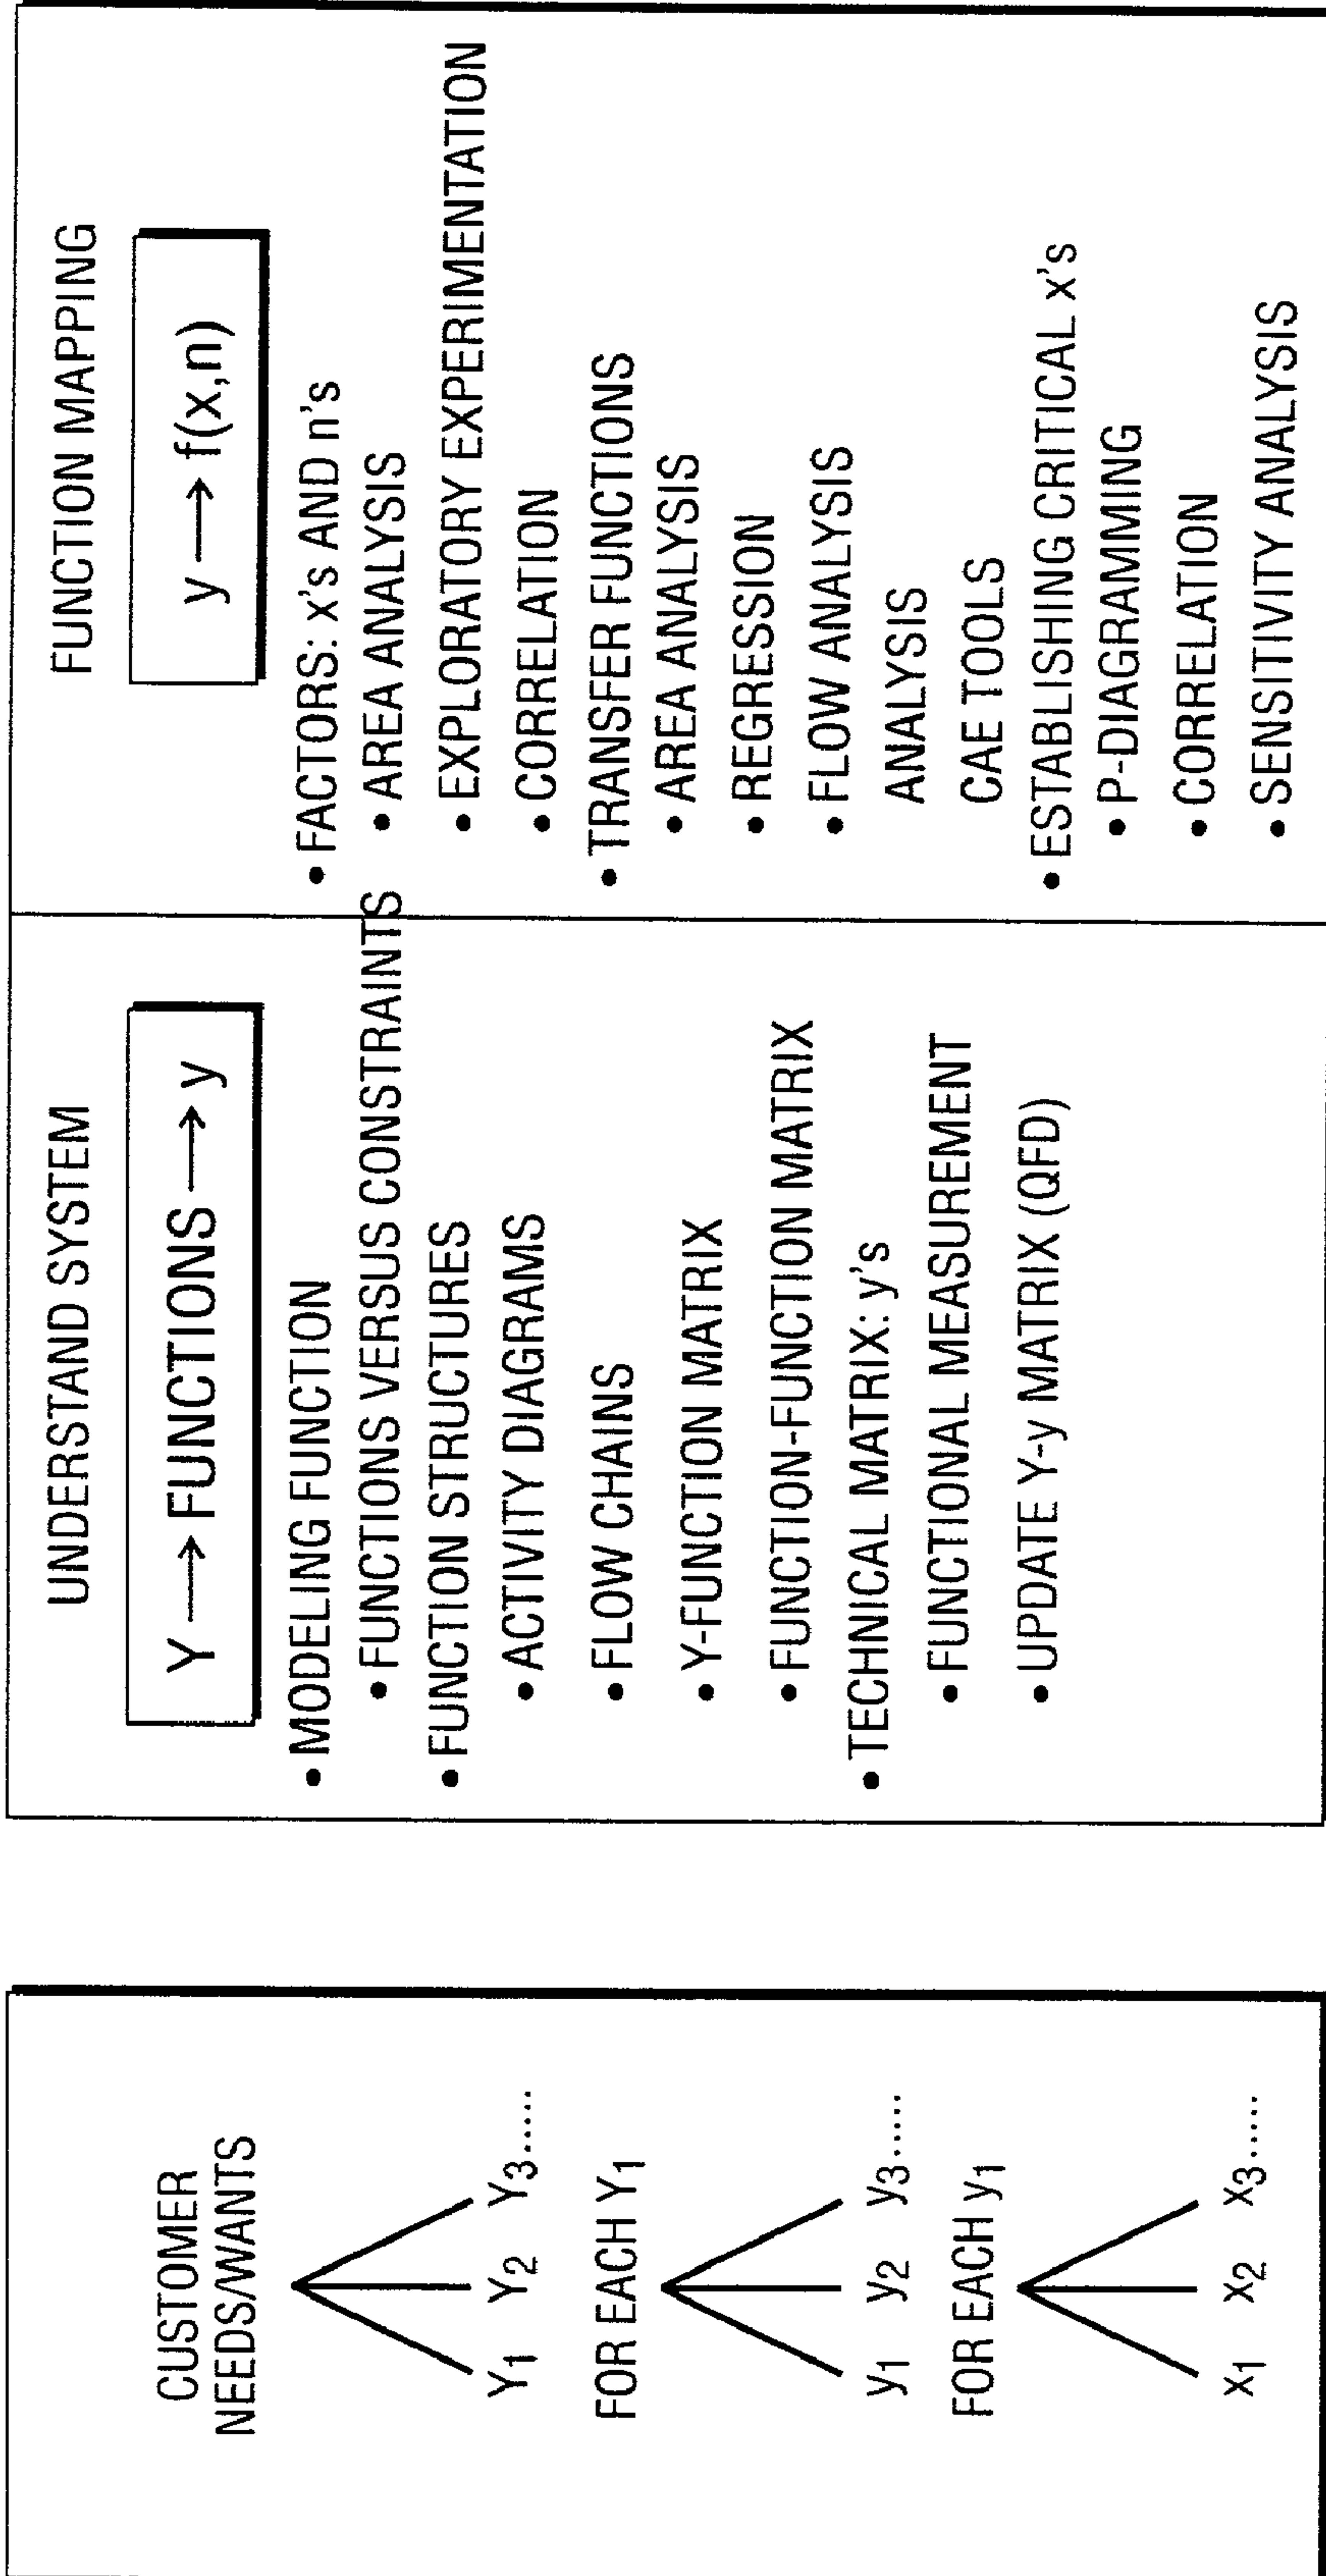 CUSTOMER
NEEDS/WANTS
Y1 Y2 Y3.....
FOR EACH Y1
y1 y2 y3.....
FOR EACH y1
x1 x2 x3.....
UNDERSTAND SYSTEM
Y → FUNCTIONS → y
• MODELING FUNCTION
• FUNCTIONS VERSUS CONSTRAINTS
• FUNCTION STRUCTURES
• ACTIVITY DIAGRAMS
• FLOW CHAINS
• Y-FUNCTION MATRIX
• FUNCTION-FUNCTION MATRIX
• TECHNICAL MATRIX: y's
• FUNCTIONAL MEASUREMENT
• UPDATE Y-y MATRIX (QFD)
FUNCTION MAPPING
y → f(x,n)
• FACTORS: x's AND n's
• AREA ANALYSIS
• EXPLORATORY EXPERIMENTATION
• CORRELATION
• TRANSFER FUNCTIONS
• AREA ANALYSIS
• REGRESSION
• FLOW ANALYSIS
ANALYSIS
CAE TOOLS
• ESTABLISHING CRITICAL x's
• P-DIAGRAMMING
• CORRELATION
• SENSITIVITY ANALYSIS